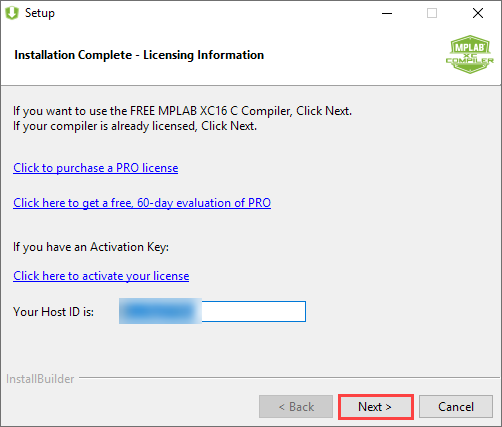 Setup
Installation Complete - Licensing Information
MPLAB
XC
COMPILER
If you want to use the FREE MPLAB XC16 C Compiler, Click Next.
If your compiler is already licensed, Click Next.
Click to purchase a PRO license
Click here to get a free, 60-day evaluation of PRO
If you have an Activation Key:
Click here to activate your license
Your Host ID is:
InstallBuilder
< Back
Next >
Cancel